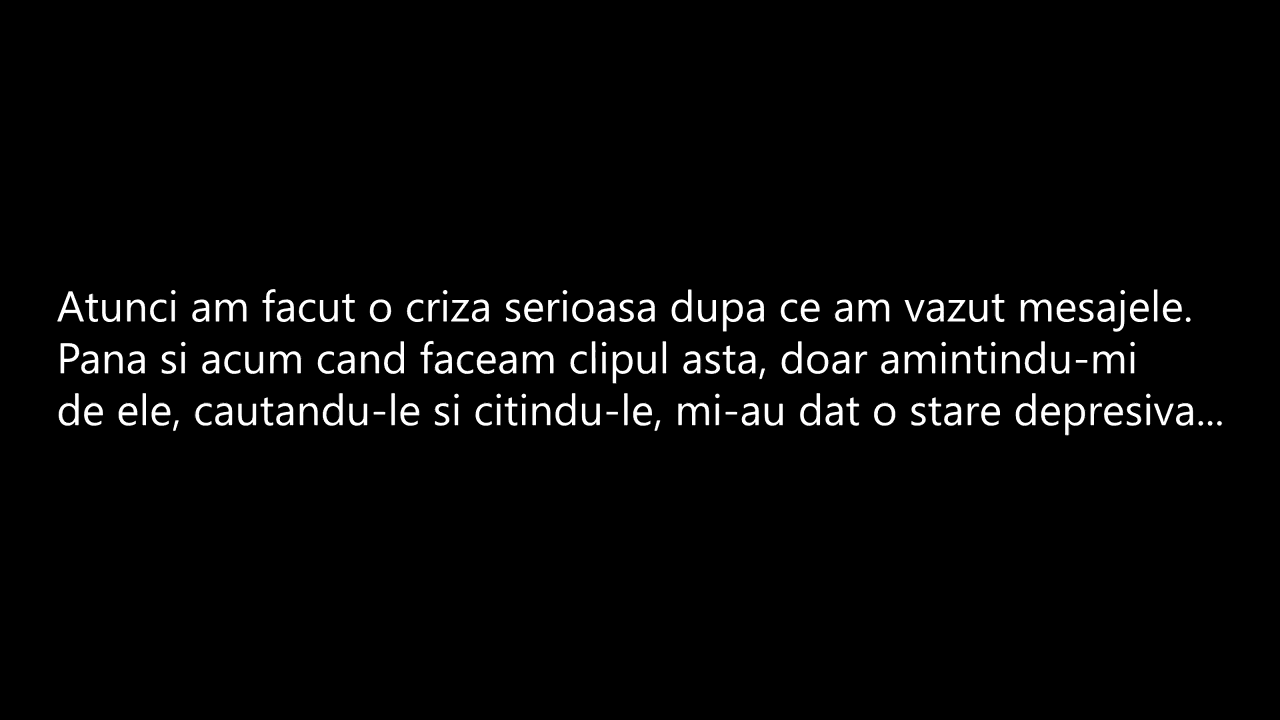 Atunci am facut o criza serioasa dupa ce am vazut mesajele.
Pana si acum cand faceam clipul asta, doar amintindu-mi
de ele, cautandu-le si citindu-le, mi-au dat o stare depresiva...